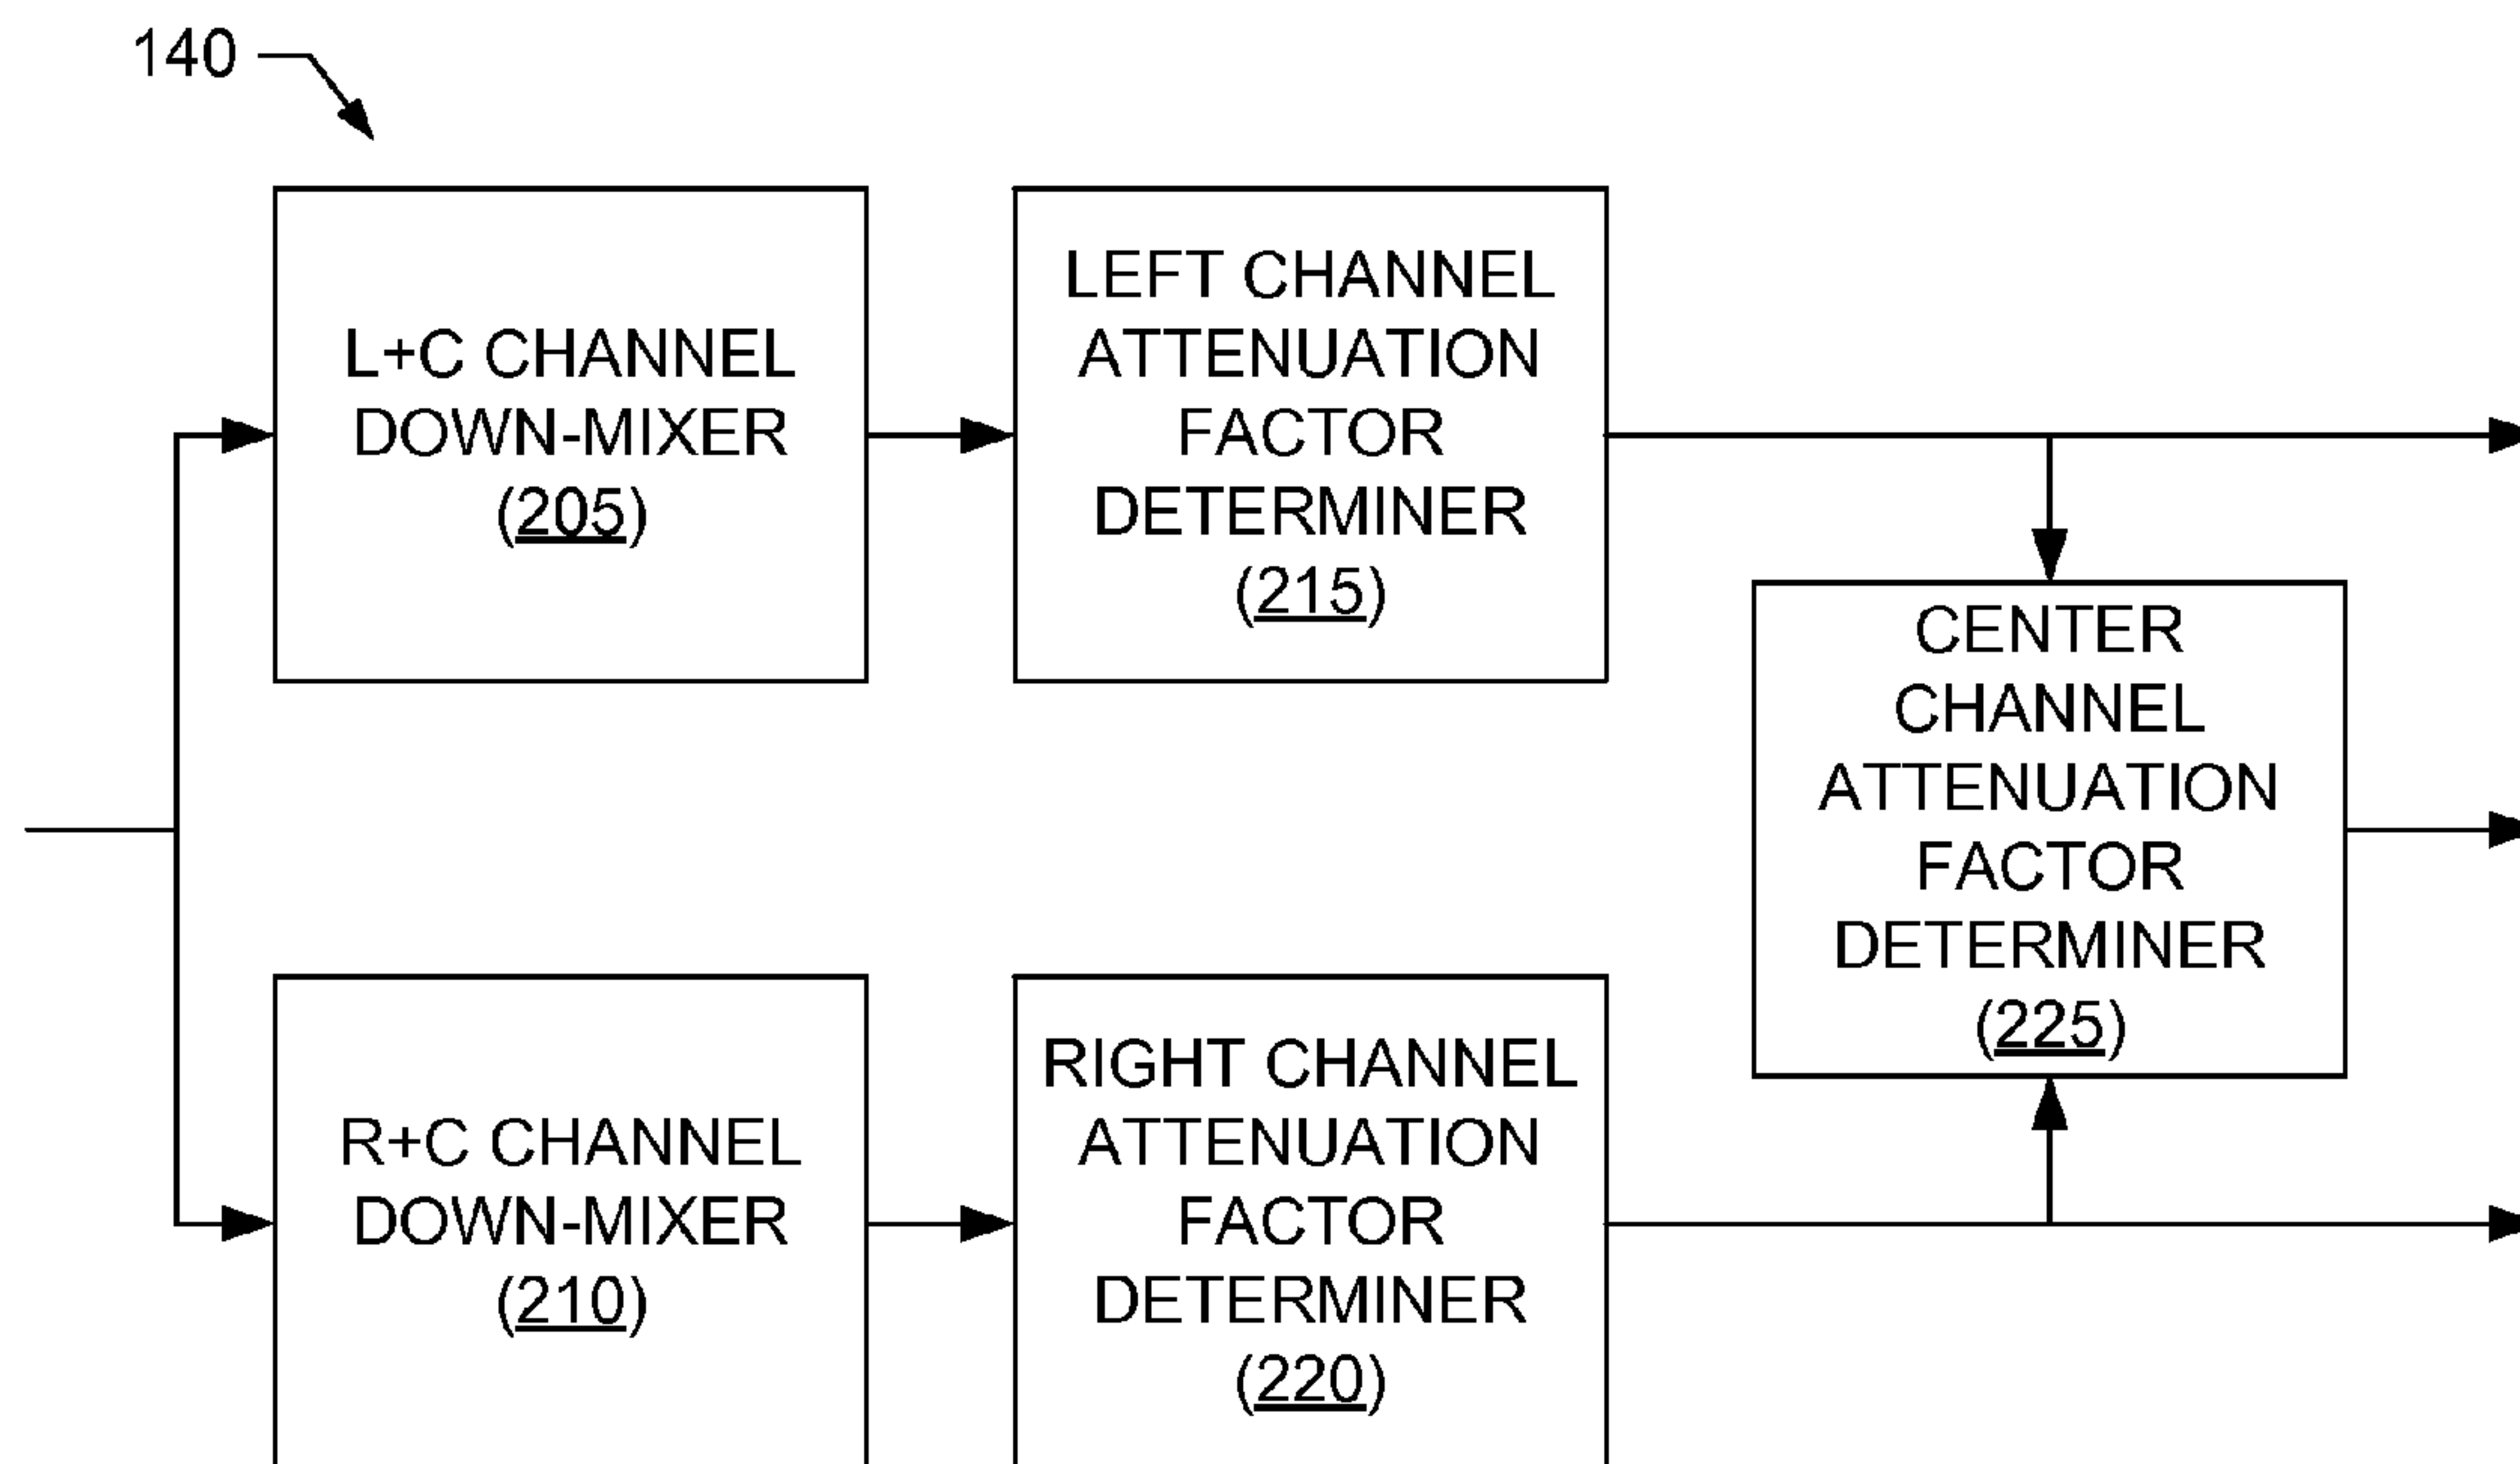 140
L+C CHANNEL
DOWN-MIXER
(205)
LEFT CHANNEL
ATTENUATION
FACTOR
DETERMINER
(215)
CENTER
CHANNEL
ATTENUATION
FACTOR
DETERMINER
(225)
R+C CHANNEL
DOWN-MIXER
(210)
RIGHT CHANNEL
ATTENUATION
FACTOR
DETERMINER
(220)